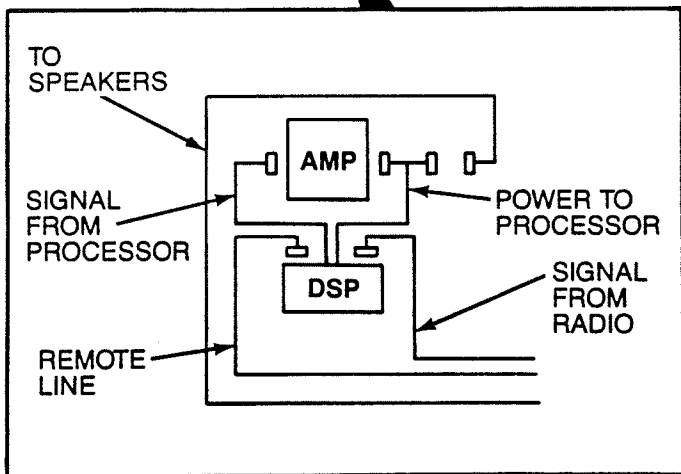 TO
SPEAKERS
AMP
SIGNAL
FROM
PROCESSOR
POWER TO
PROCESSOR
DSP
SIGNAL
FROM
RADIO
REMOTE
LINE